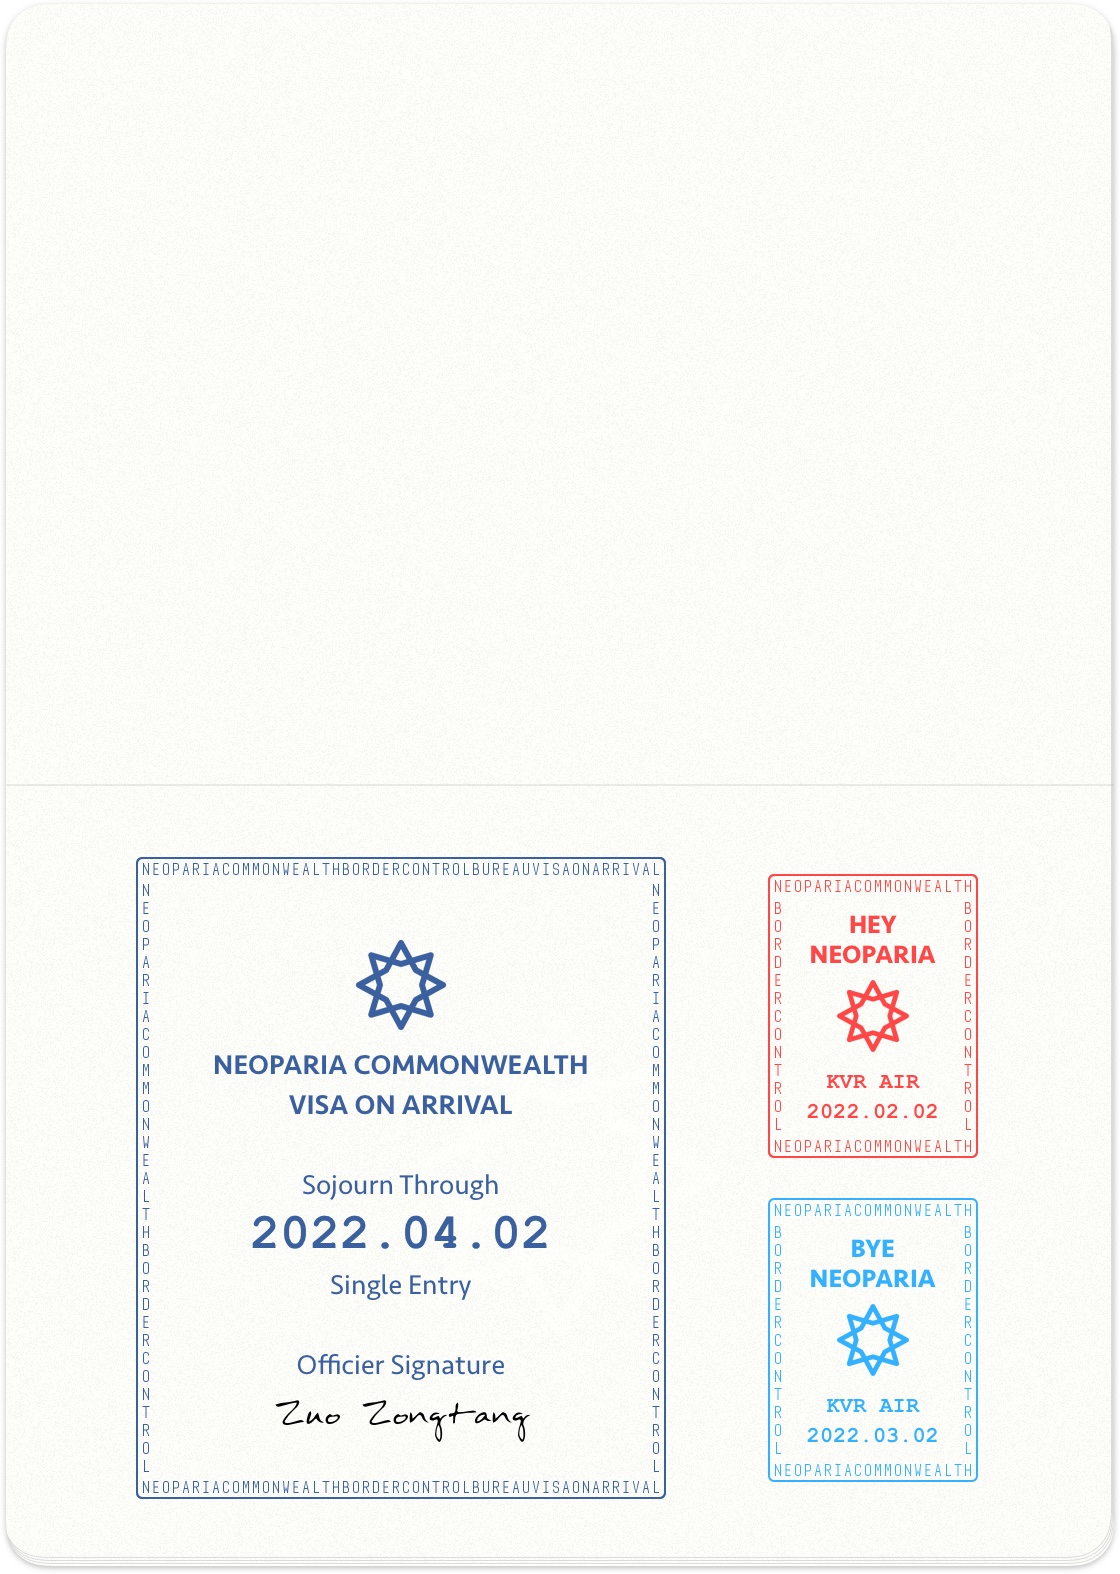 NEOPARIACOMMONWEALTHBORDERCONTROLBUREAUVISAONARRIVAL
NEOPARIACOMMONWEALTHBORDERCONTROL
NEOPARIA COMMONWEALTH
VISA ON ARRIVAL
Sojourn Through
2022.04.02
Single Entry
Officier Signature
Zuo Zongtang
NEOPARIACOMMONWEALTHBORDERCONTROL
NEOPARIACOMMONWEALTHBORDERCONTROLBUREAUVISAONARRIVAL
NEOPARIACOMMONWEALTH
BORDERCONTROL
HEY
NEOPARIA
KVR AIR
2022.02.02
BORDERCONTROL
NEOPARIACOMMONWEALTH
NEOPARIACOMMONWEALTH
BORDERCONTROL
BYE
NEOPARIA
KVR AIR
2022.03.02
BORDERCONTROL
NEOPARIACOMMONWEALTH